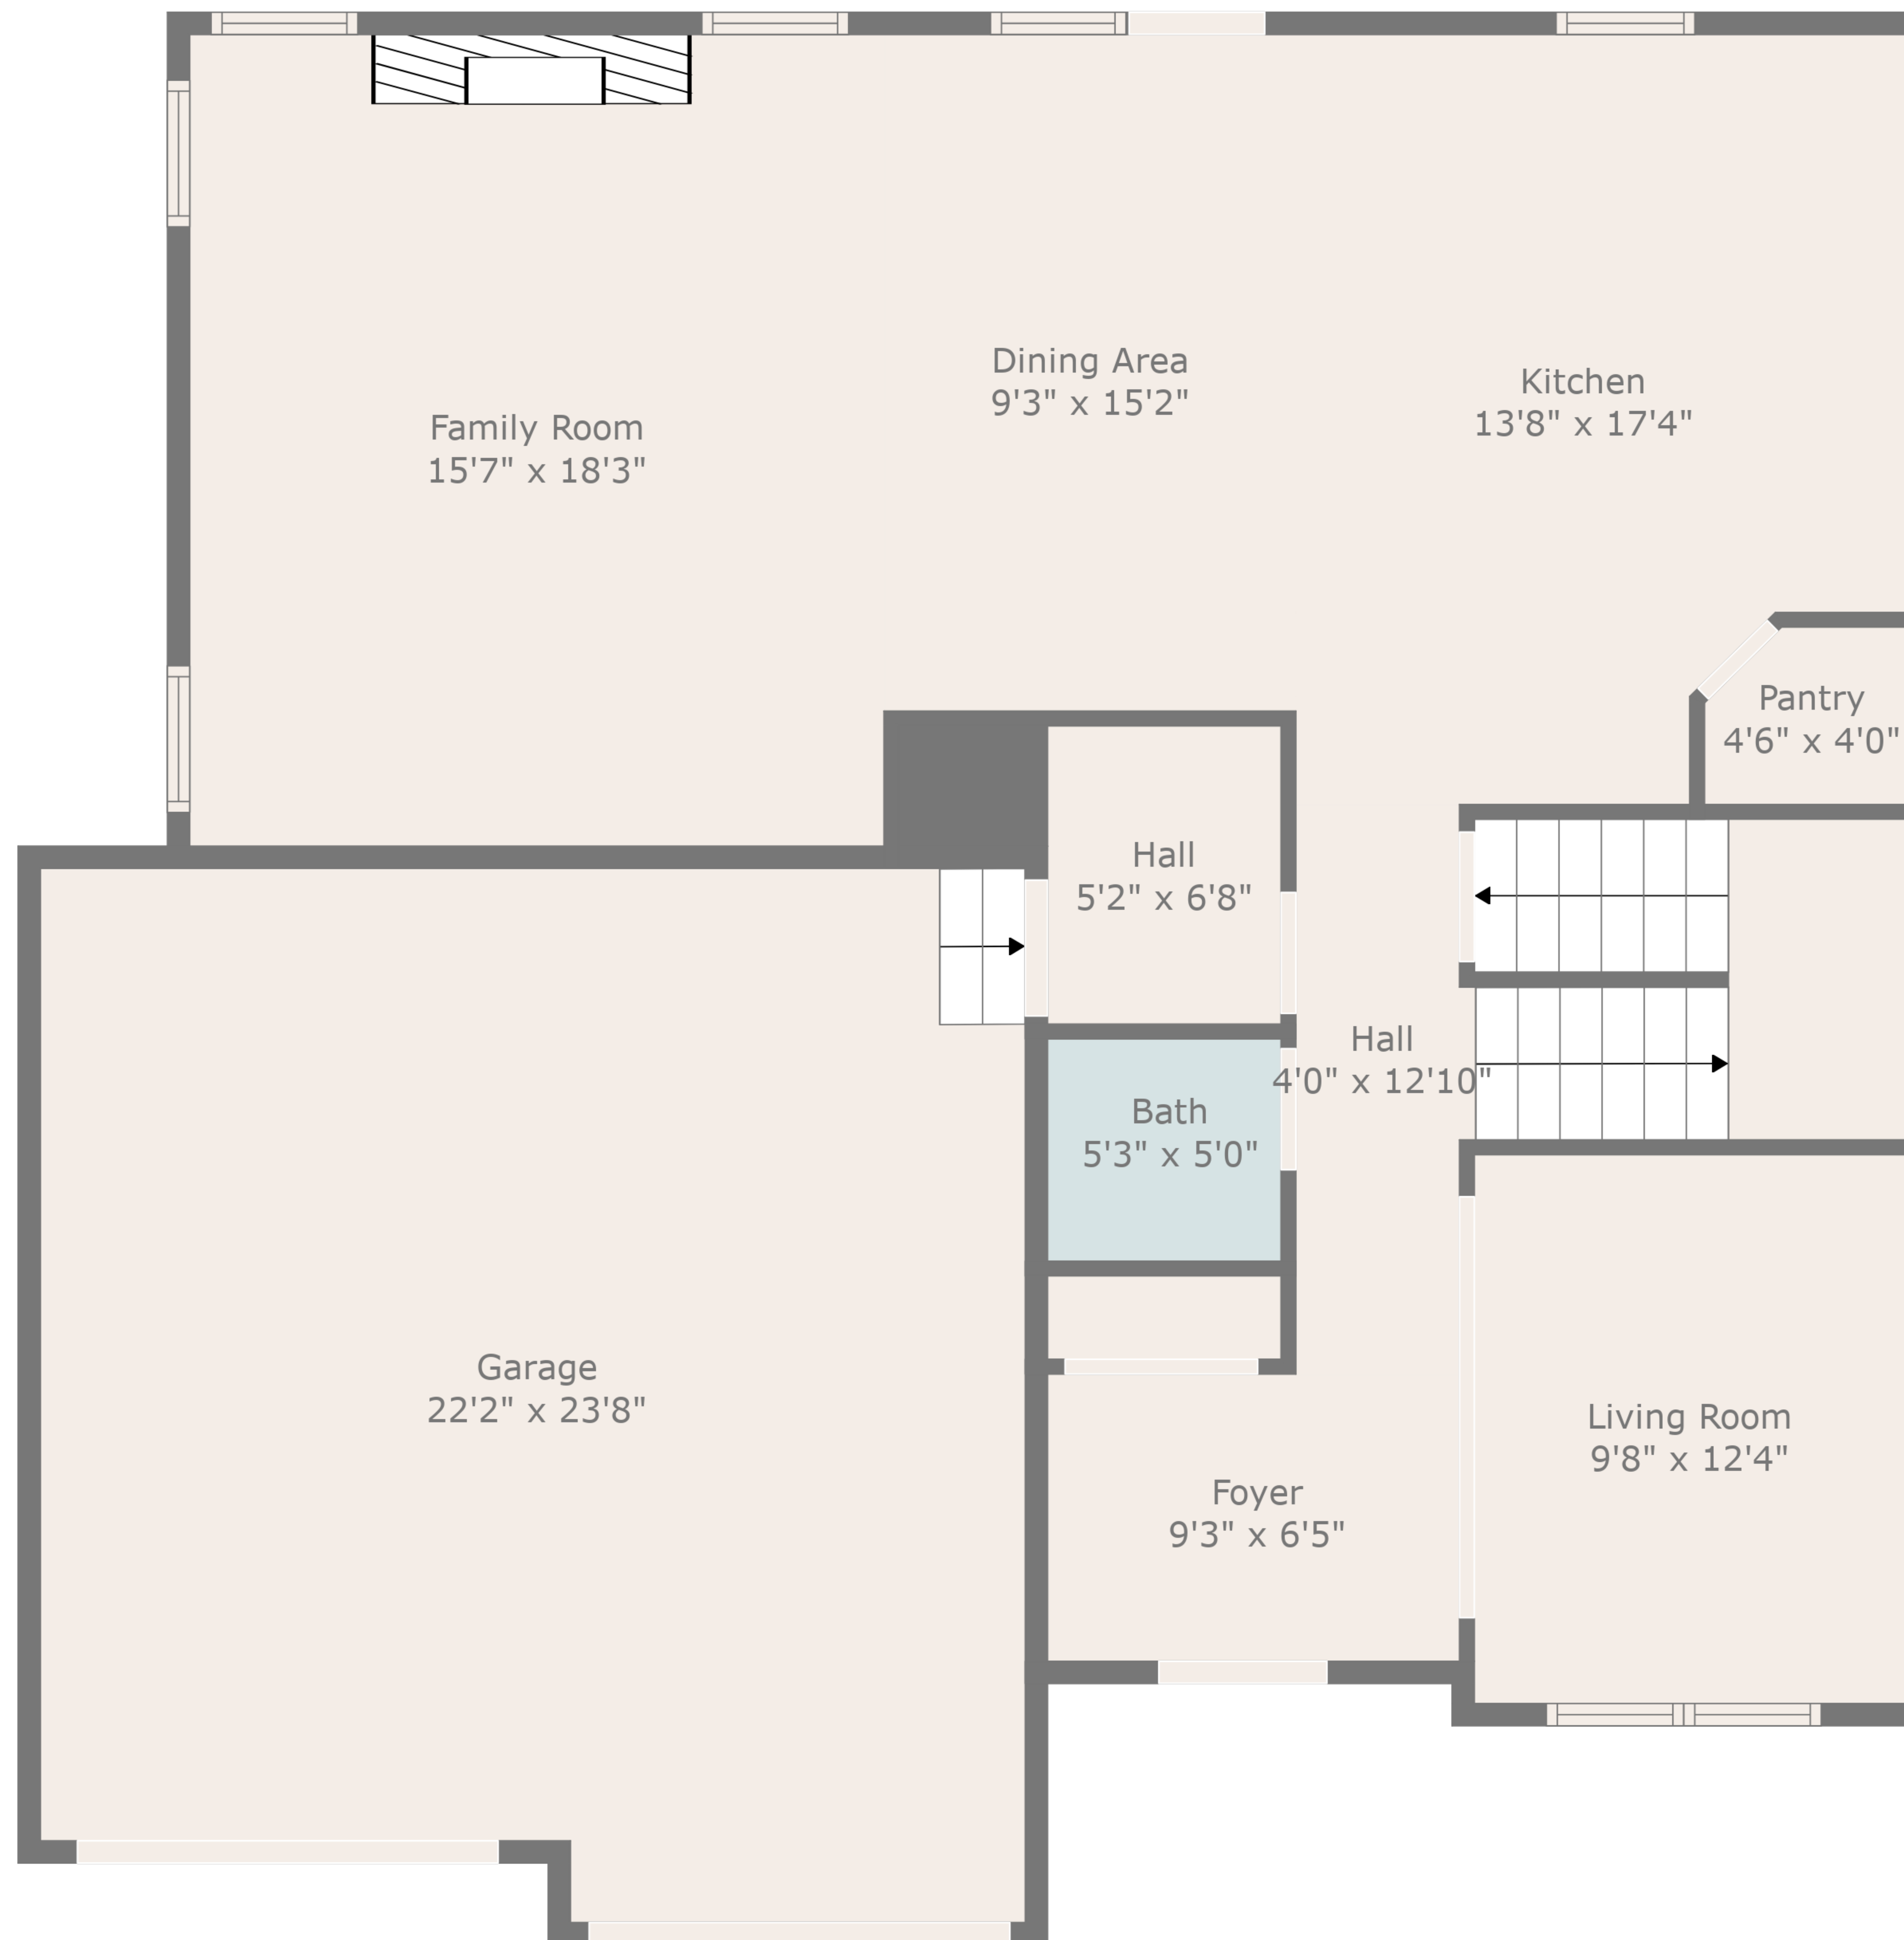 Dining Area
9'3" x 15'2"
Kitchen
13'8" x 17'4"
Family Room
15'7" x 18'3"
Pantry
4'6" x 4'0"
Hall
5'2" x 6'8"
Hall
4'0" x 12'10"
Bath
5'3" x 5'0"
Garage
22'2" x 23'8"
Living Room
9'8" x 12'4"
Foyer
9'3" x 6'5"